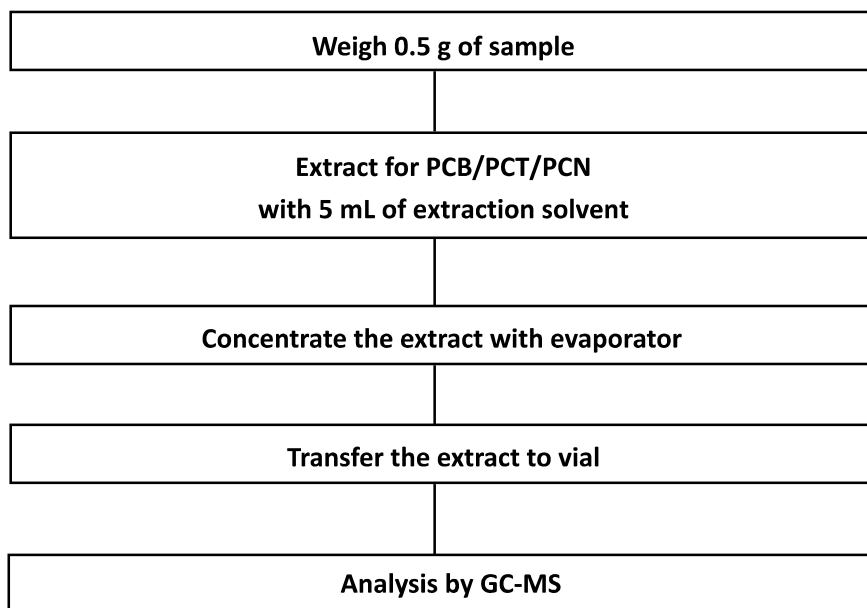 Weigh 0.5 g of sample
Extract for PCB/PCT/PCN
with 5 mL of extraction solvent
Concentrate the extract with evaporator
Transfer the extract to vial
Analysis by GC-MS